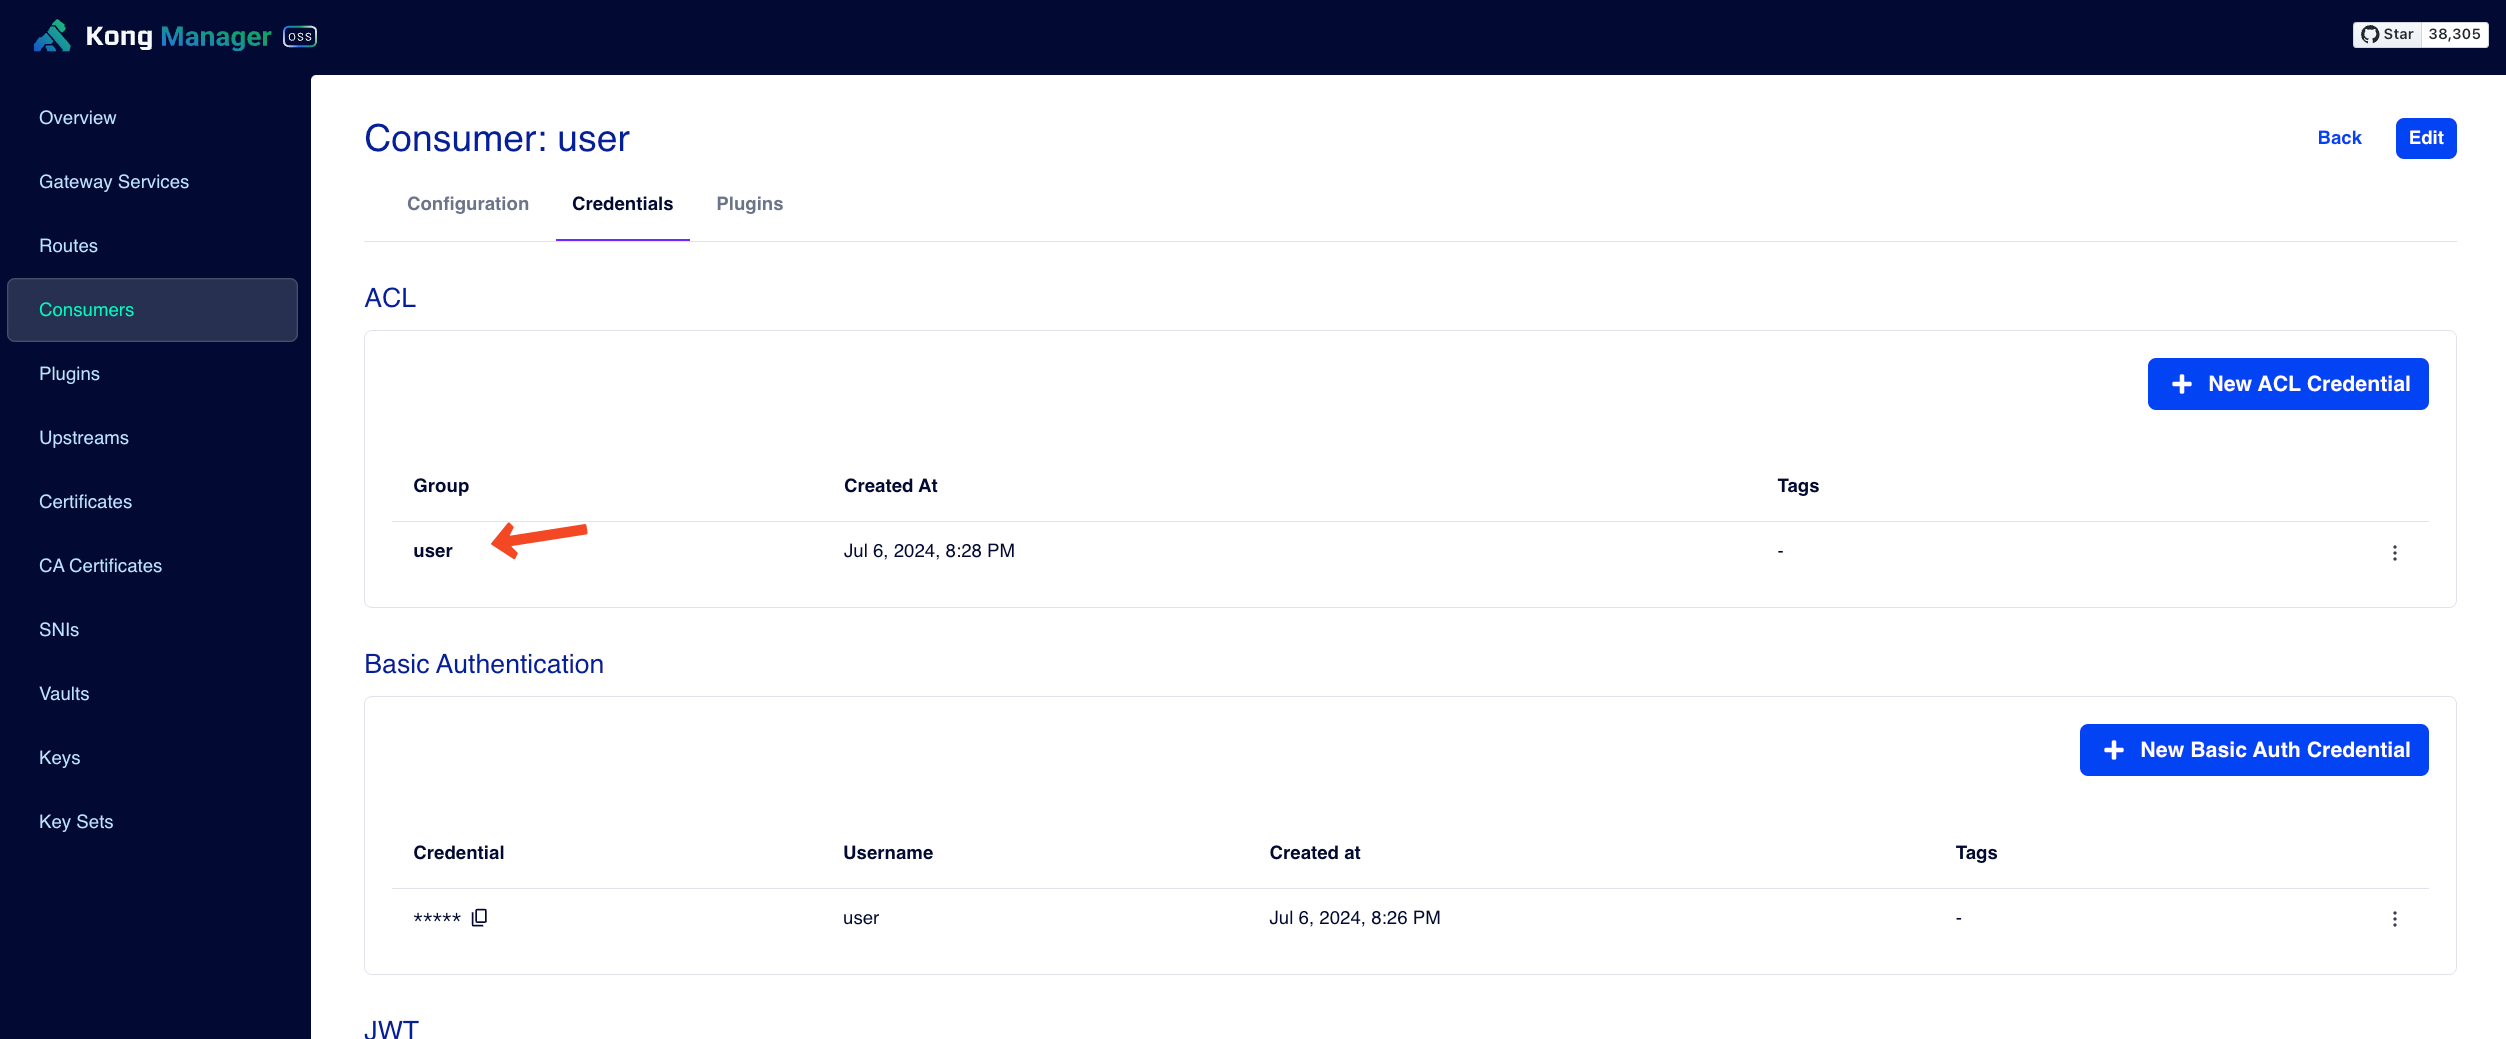 Kong Manager OSS
Star 38,305
Overview
Gateway Services
Routes
Consumers
Plugins
Upstreams
Certificates
CA Certificates
SNIs
Vaults
Keys
Key Sets
Consumer: user
Back Edit
Configuration Credentials Plugins
ACL
New ACL Credential
Group Created At Tags
user Jul 6, 2024, 8:28 PM -
Basic Authentication
New Basic Auth Credential
Credential Username Created at Tags
***** user Jul 6, 2024, 8:26 PM -
JWT